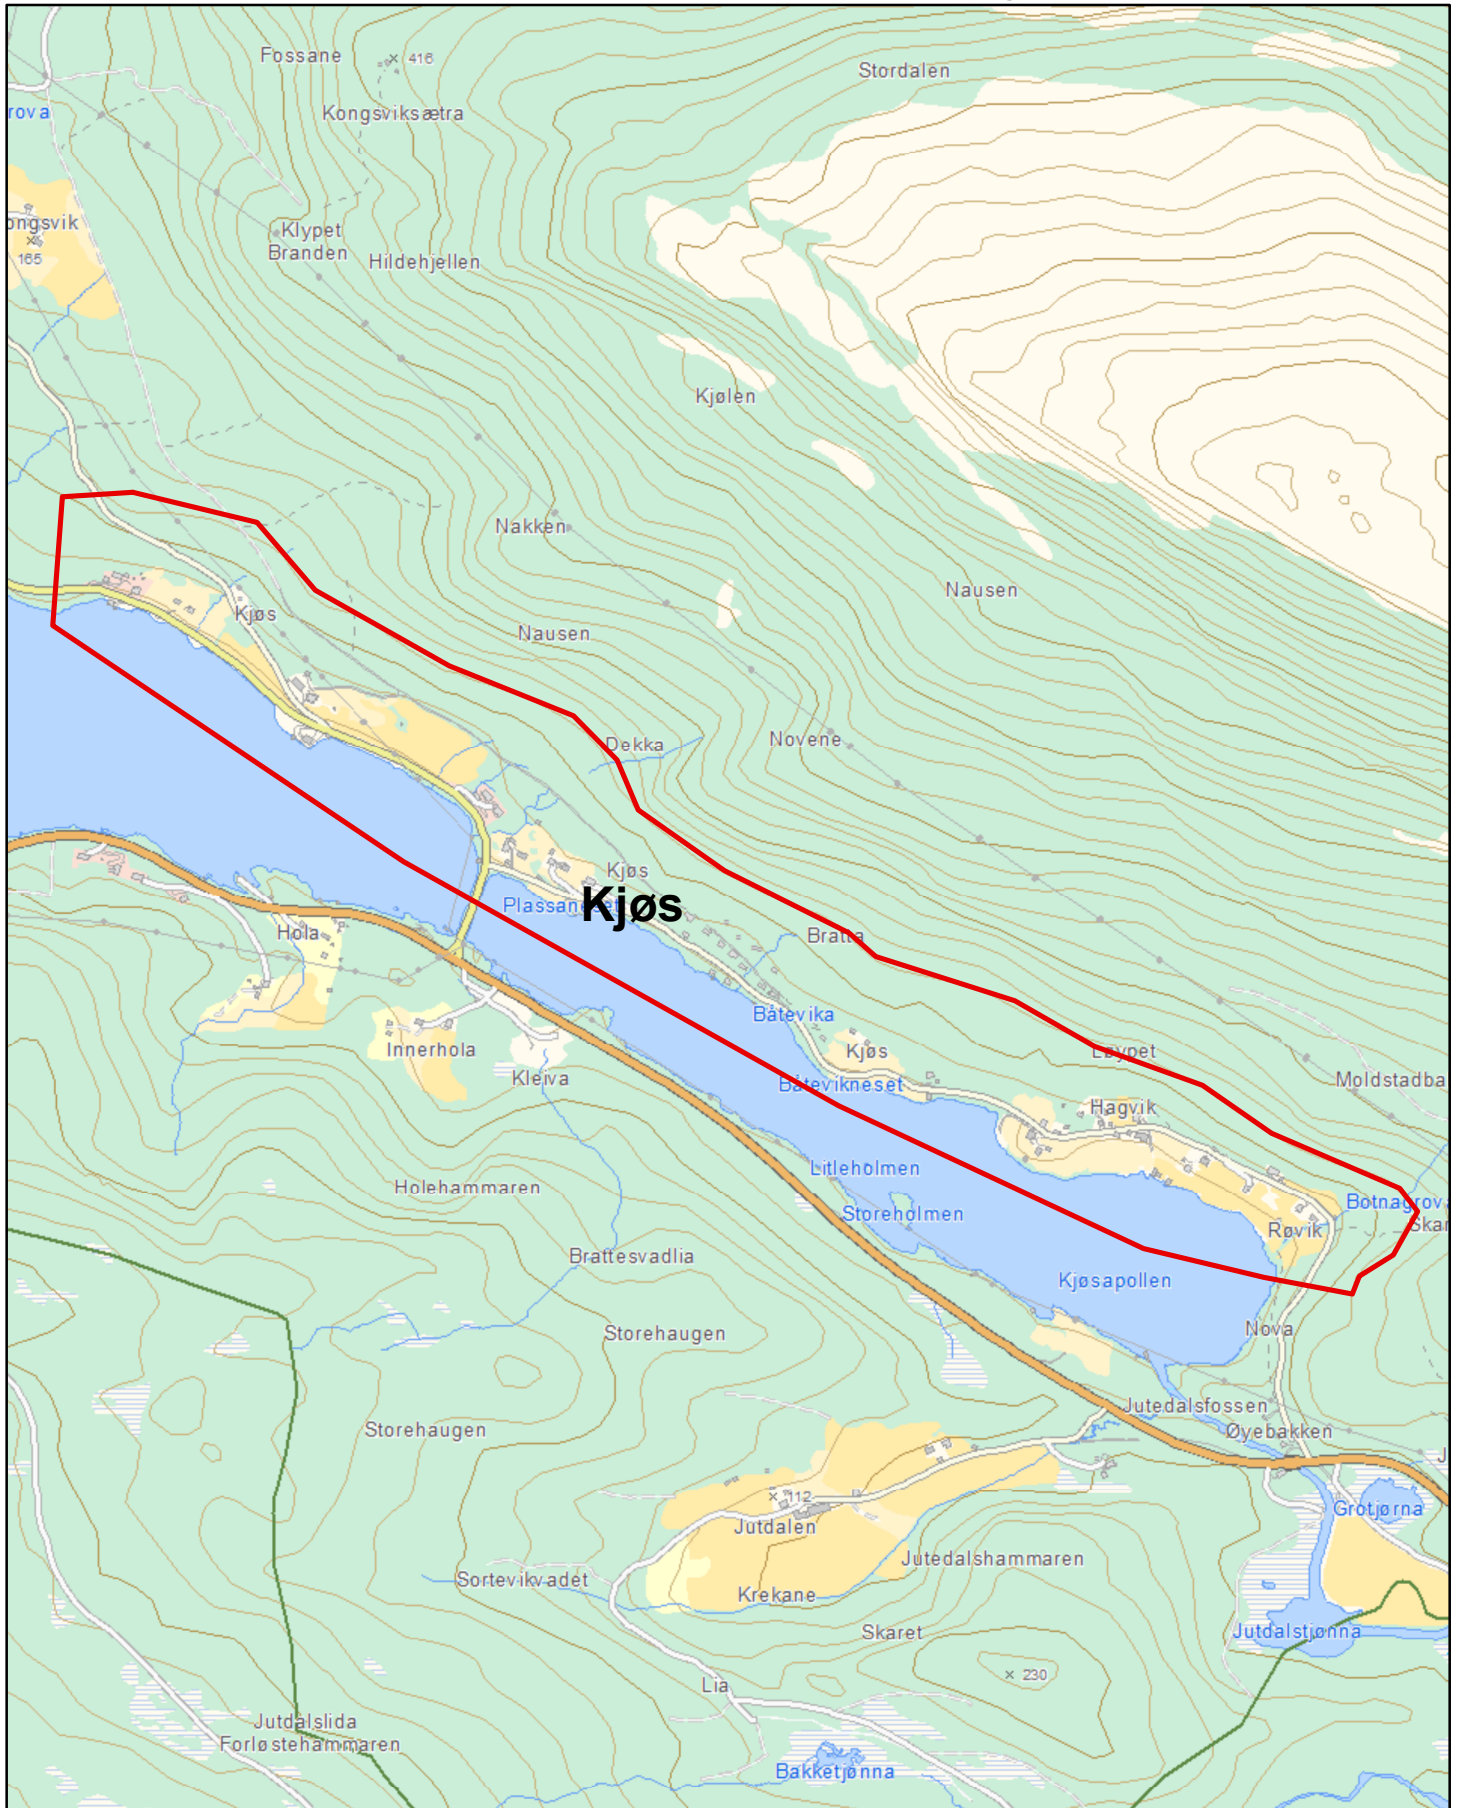 Fossane
416
Stordalen
rova
Kongsviksætra
ongsvik
165
Klypet
Branden
Hildehjellen
Kjølen
Nakken
Nausen
Kjøs
Nausen
Dekka
Novene
Kjøs
Plassaneset
Kjøs
Hola
Bratta
Båtevika
Innerhola
Kjøs
Løypet
Kleiva
Båtevikneset
Moldstadba
Hagvik
Litleholmen
Holehammaren
Botnagrova
Storeholmen
Røvik
Skar
Brattesvadlia
Kjøsapollen
Storehaugen
Nova
Jutedalsfossen
Storehaugen
Øyebakken
J
112
Grotjørna
Jutdalen
Jutedalshammaren
Sortevikvadet
Krekane
Skaret
Jutdalstjønna
230
Lia
Jutdalslida
Forløstehammaren
Bakketjønna